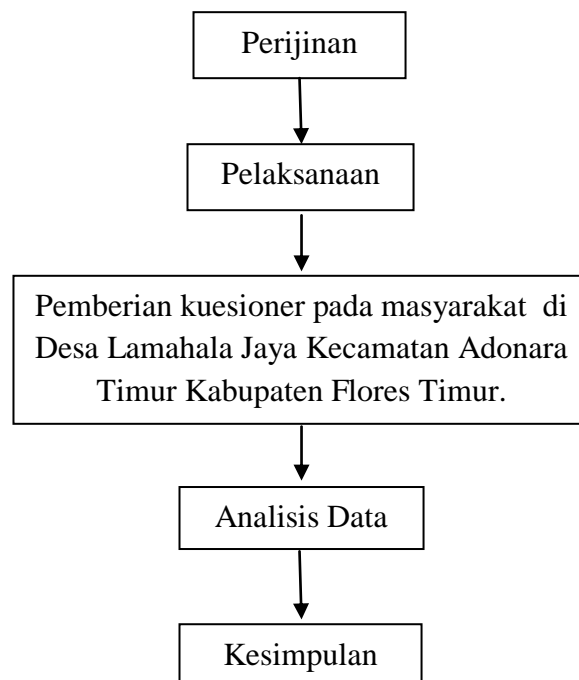 Perijinan
Pelaksanaan
Pemberian kuesioner pada masyarakat di
Desa Lamahala Jaya Kecamatan Adonara
Timur Kabupaten Flores Timur.
Analisis Data
Kesimpulan